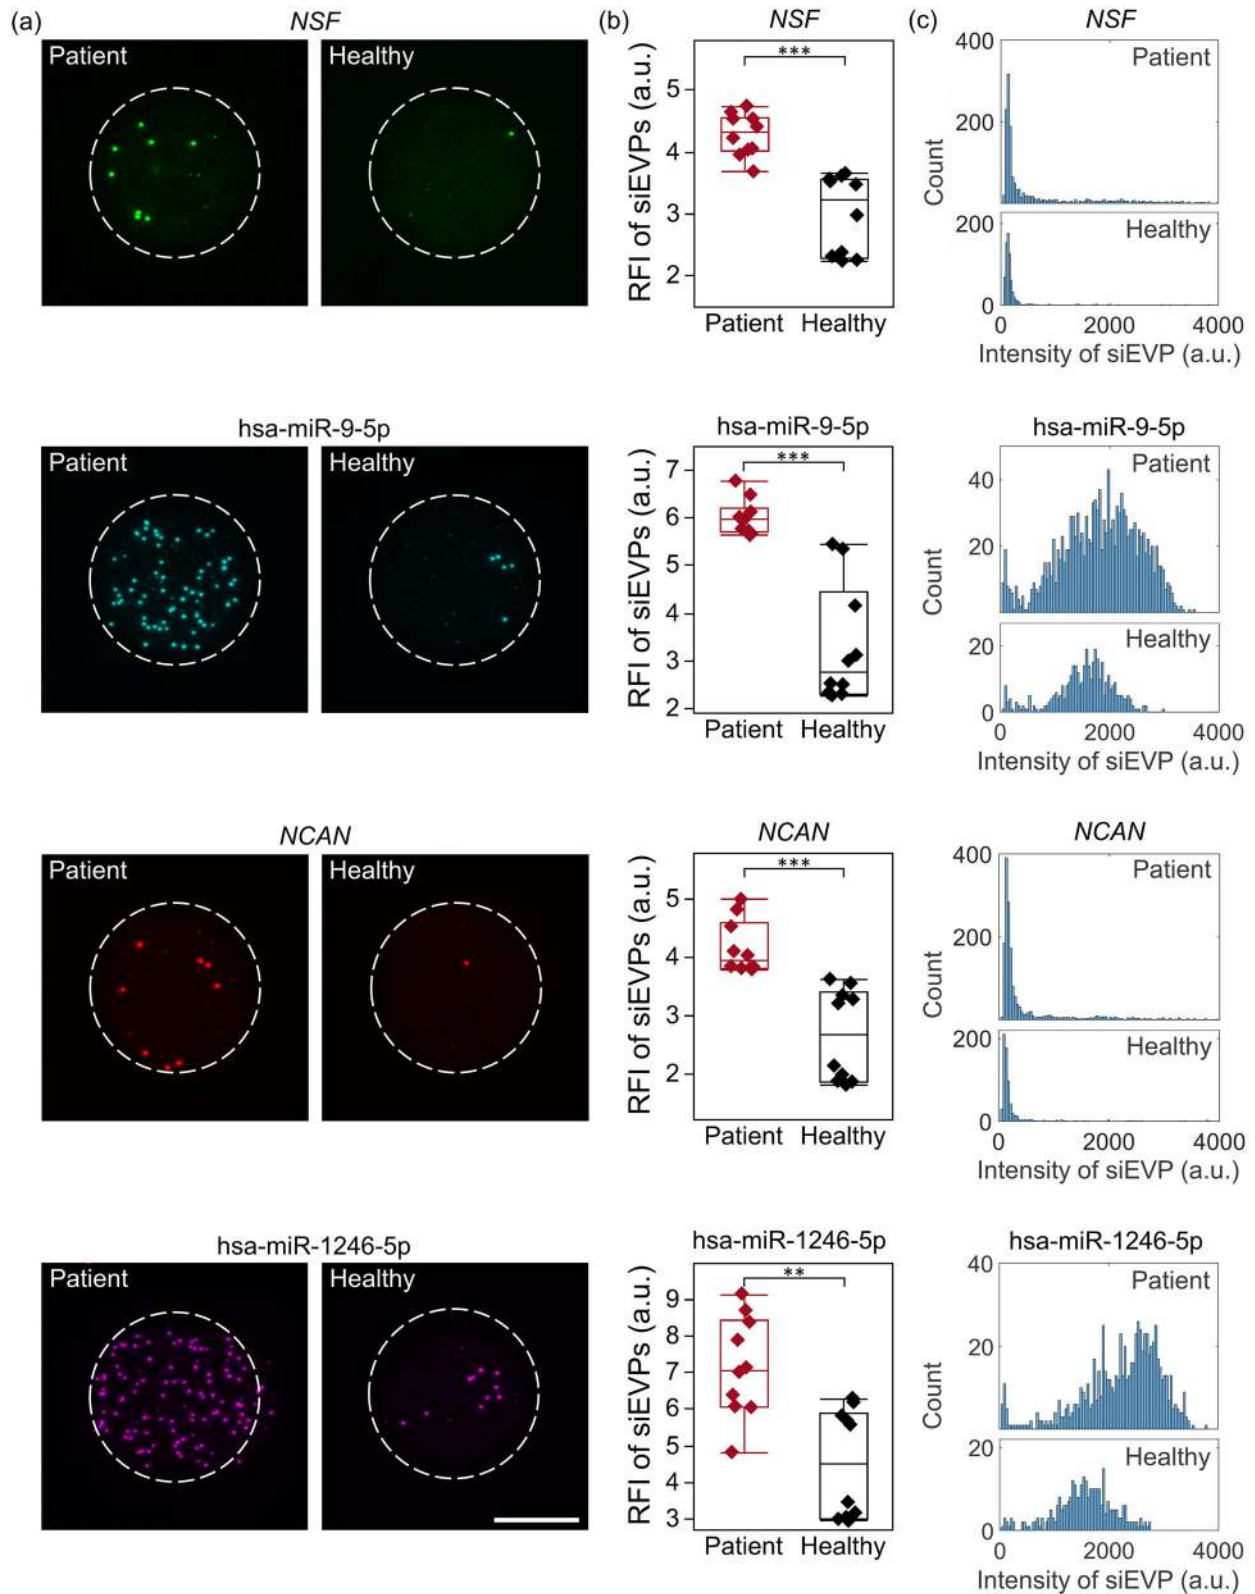 (a)
NSF
Patient
Healthy
(b)
NSF
RFI of siEVPs (a.u.)
5
4
3
2
***
Patient
Healthy
(c)
NSF
Count
400
200
Patient
200
0
Healthy
0
2000
4000
Intensity of siEVP (a.u.)
hsa-miR-9-5p
Patient
Healthy
hsa-miR-9-5p
RFI of siEVPs (a.u.)
7
6
5
4
3
2
***
Patient
Healthy
hsa-miR-9-5p
Count
40
20
Patient
20
0
Healthy
0
2000
4000
Intensity of siEVP (a.u.)
NCAN
Patient
Healthy
NCAN
RFI of siEVPs (a.u.)
5
4
3
2
***
Patient
Healthy
NCAN
Count
400
200
Patient
200
0
Healthy
0
2000
4000
Intensity of siEVP (a.u.)
hsa-miR-1246-5p
Patient
Healthy
hsa-miR-1246-5p
RFI of siEVPs (a.u.)
9
8
7
6
5
4
3
**
Patient
Healthy
hsa-miR-1246-5p
Count
40
20
Patient
20
0
Healthy
0
2000
4000
Intensity of siEVP (a.u.)